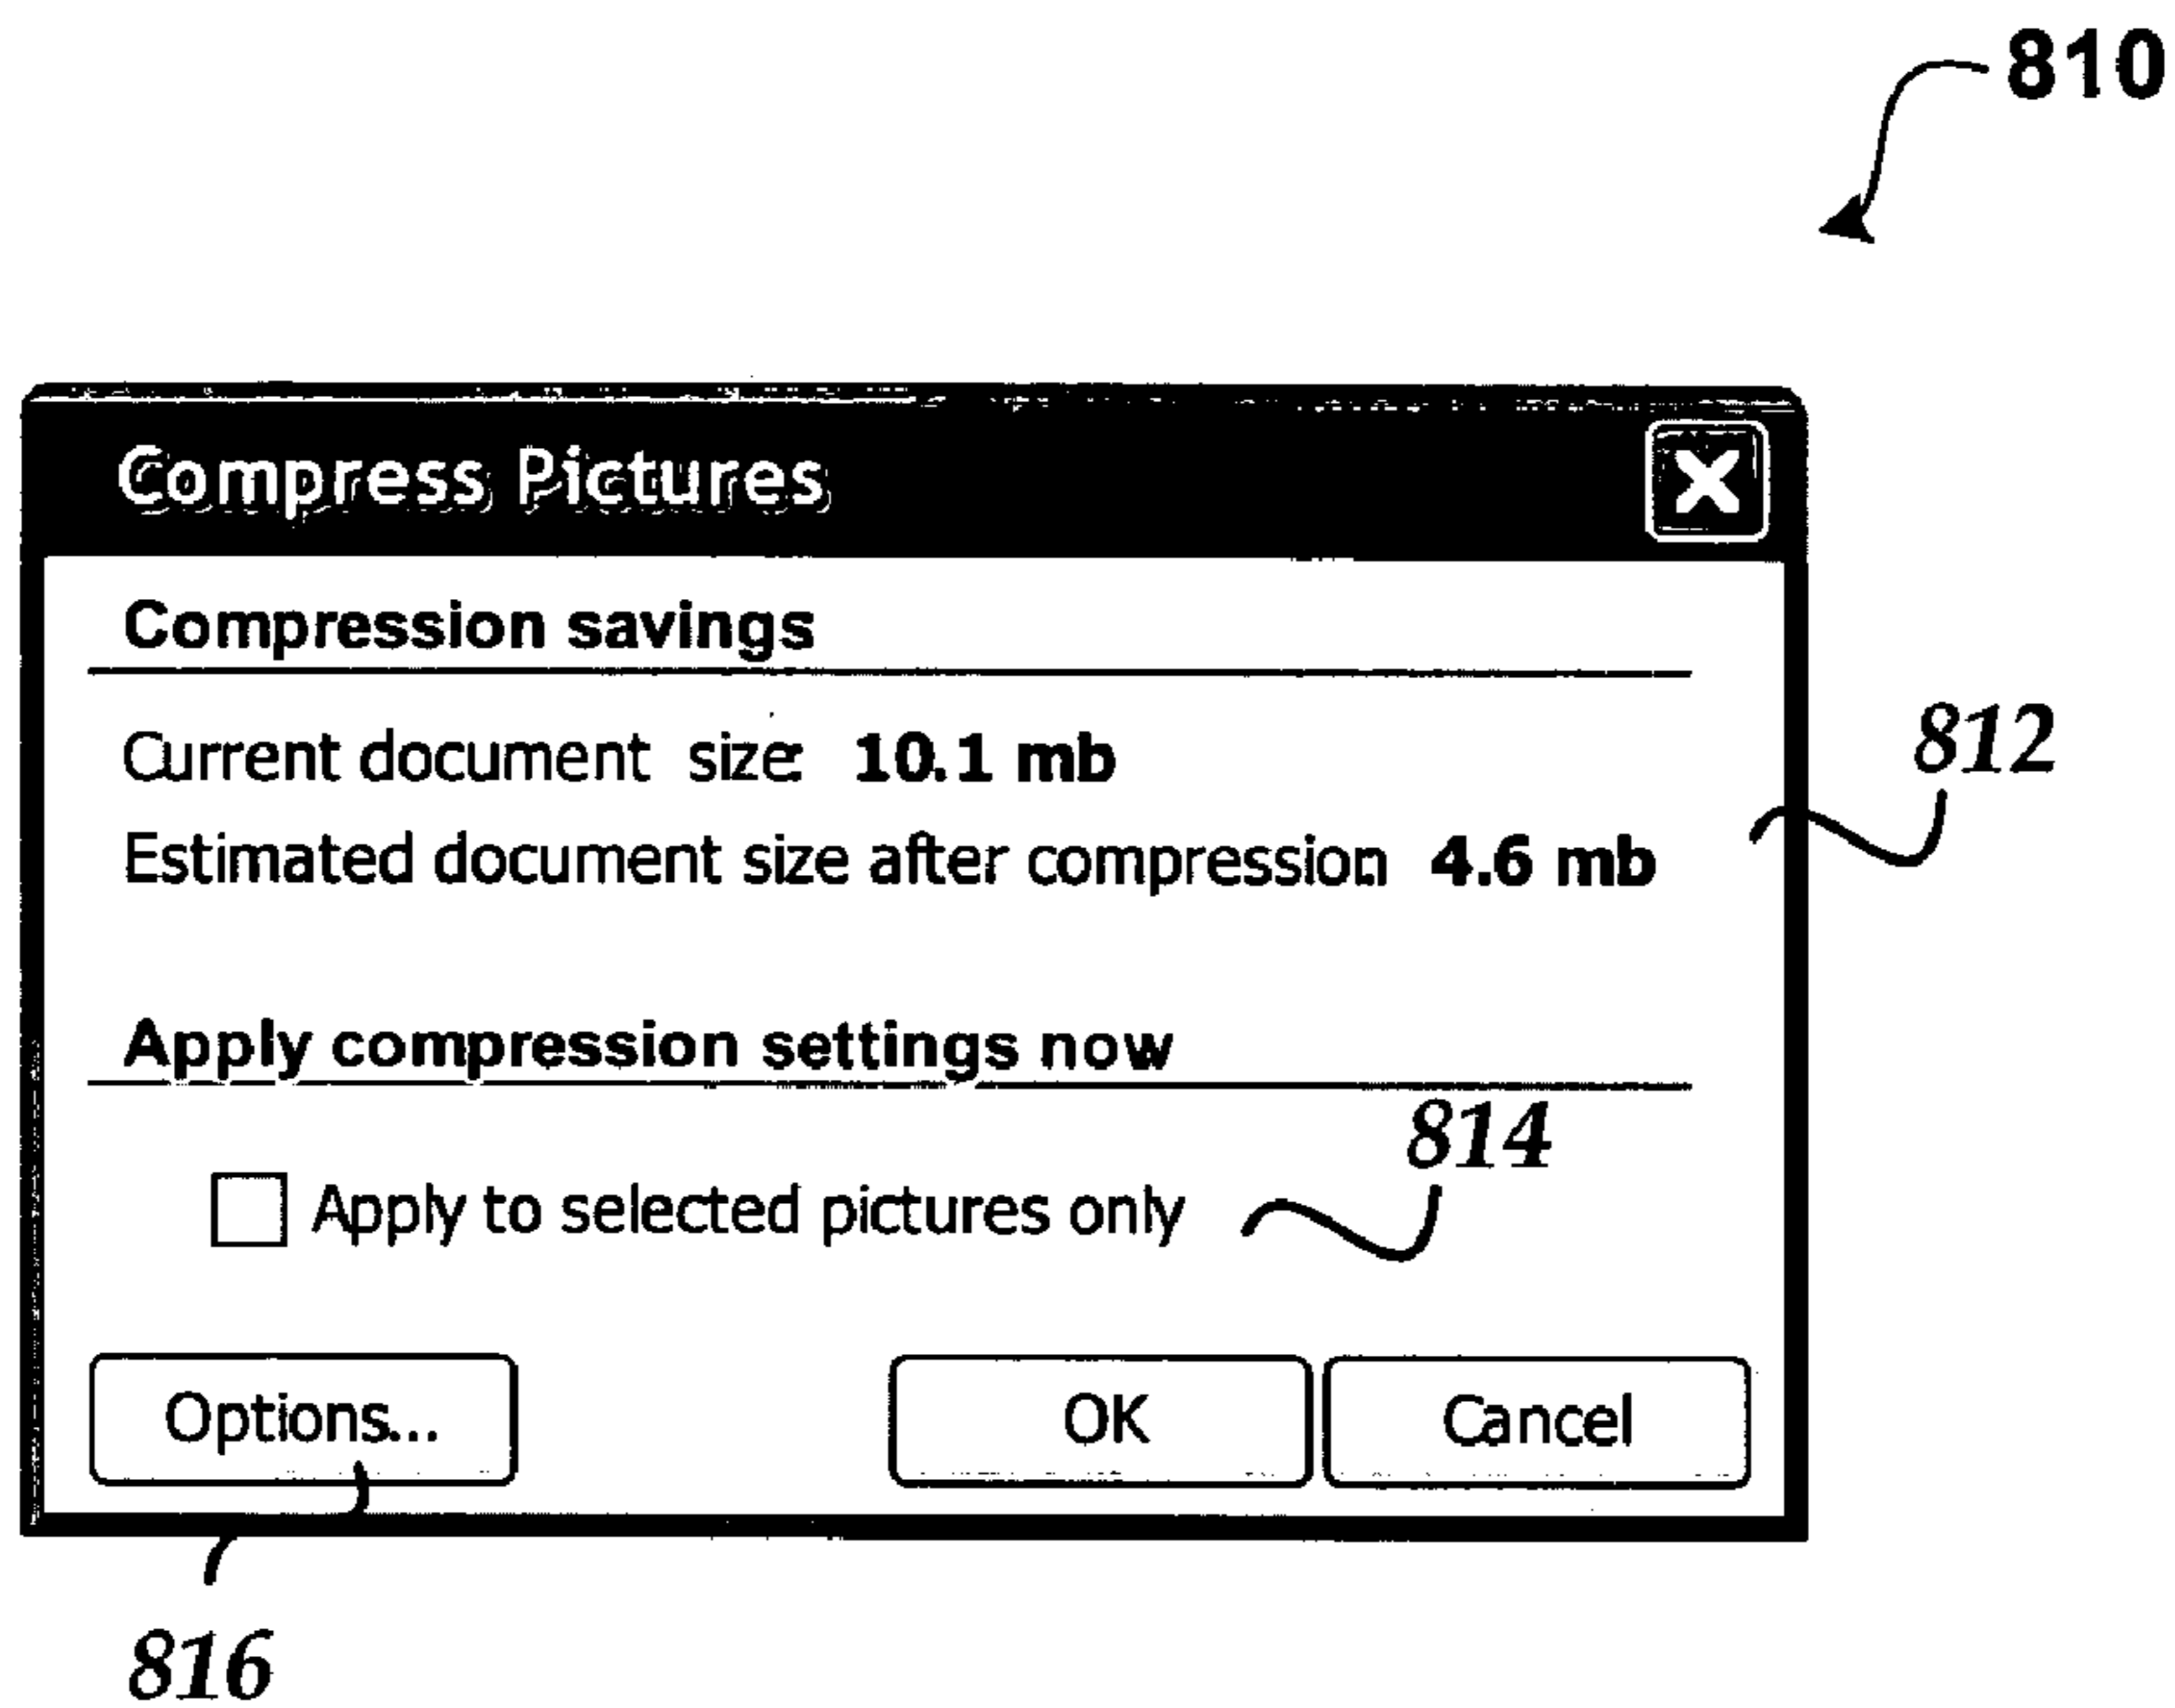 810
Compress Pictures
Compression savings
Current document size: 10.1 mb
812
Estimated document size after compression: 4.6 mb
Apply compression settings now
814
Apply to selected pictures only
Options...
OK
Cancel
816